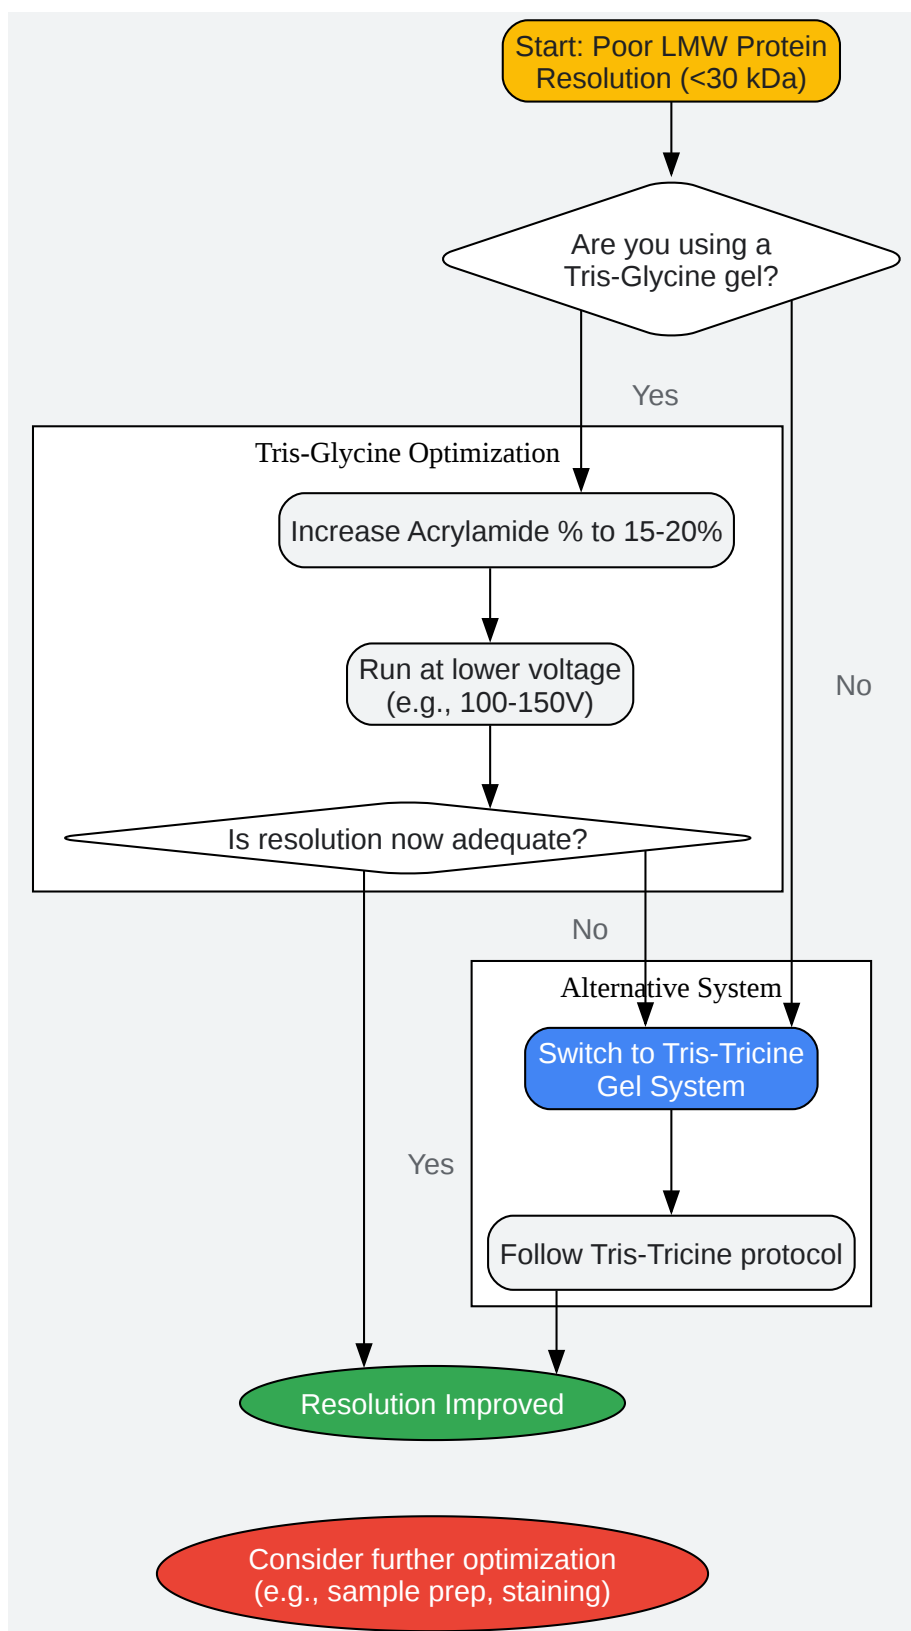 Start: Poor LMW Protein
Resolution (<30 kDa)
Are you using a
Tris-Glycine gel?
Yes
Tris-Glycine Optimization
Increase Acrylamide % to 15-20%
Run at lower voltage
(e.g., 100-150V)
No
Is resolution now adequate?
No
Alternative System
Switch to Tris-Tricine
Gel System
Yes
Follow Tris-Tricine protocol
Resolution Improved
Consider further optimization
(e.g., sample prep, staining)